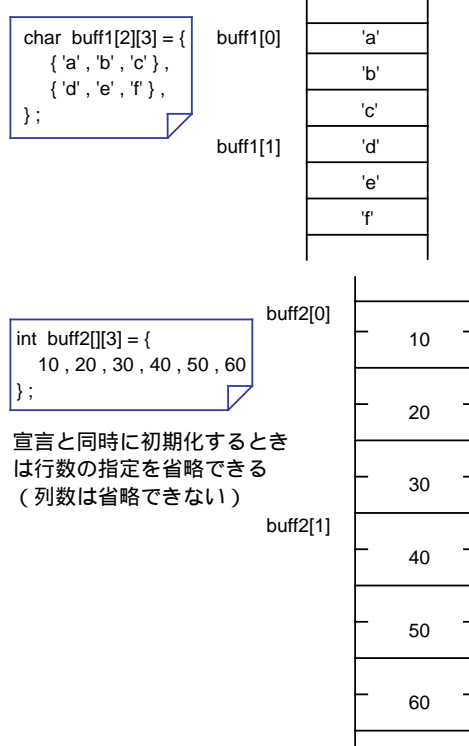 char buff1[2][3] = {
{ 'a' , 'b' , 'c' } ,
{ 'd' , 'e' , 'f' } ,
} ;
buff1[0]
'a'
'b'
'c'
buff1[1]
'd'
'e'
'f'
int buff2[][3] = {
10 , 20 , 30 , 40 , 50 , 60
} ;
宣言と同時に初期化するとき
は行数の指定を省略できる
（列数は省略できない）
buff2[0]
10
20
30
buff2[1]
40
50
60